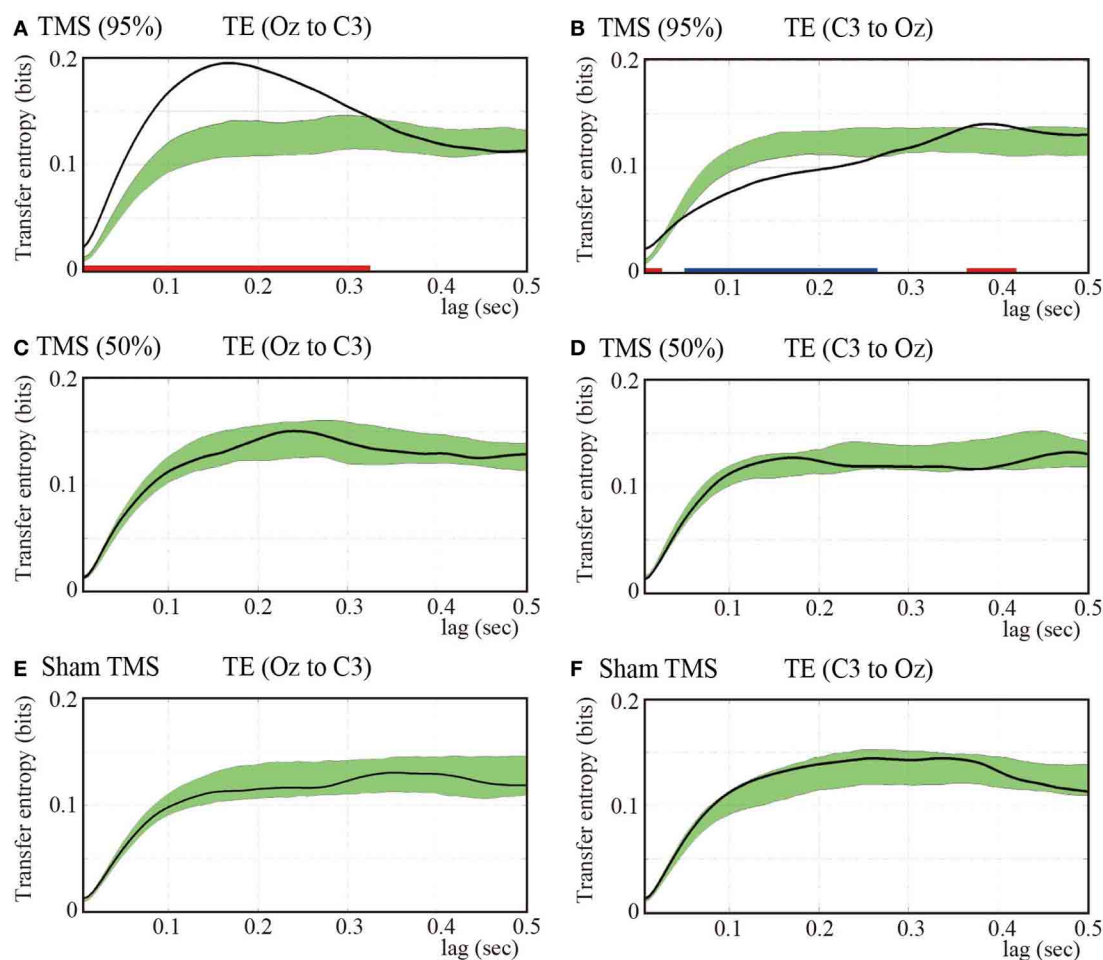 A TMS (95%) TE (Oz to C3)
Transfer entropy (bits)
0.2
0.1
0
0.1 0.2 0.3 0.4 0.5
lag (sec)
B TMS (95%) TE (C3 to Oz)
Transfer entropy (bits)
0.2
0.1
0
0.1 0.2 0.3 0.4 0.5
lag (sec)
C TMS (50%) TE (Oz to C3)
Transfer entropy (bits)
0.2
0.1
0
0.1 0.2 0.3 0.4 0.5
lag (sec)
D TMS (50%) TE (C3 to Oz)
Transfer entropy (bits)
0.2
0.1
0
0.1 0.2 0.3 0.4 0.5
lag (sec)
E Sham TMS TE (Oz to C3)
Transfer entropy (bits)
0.2
0.1
0
0.1 0.2 0.3 0.4 0.5
lag (sec)
F Sham TMS TE (C3 to Oz)
Transfer entropy (bits)
0.2
0.1
0
0.1 0.2 0.3 0.4 0.5
lag (sec)